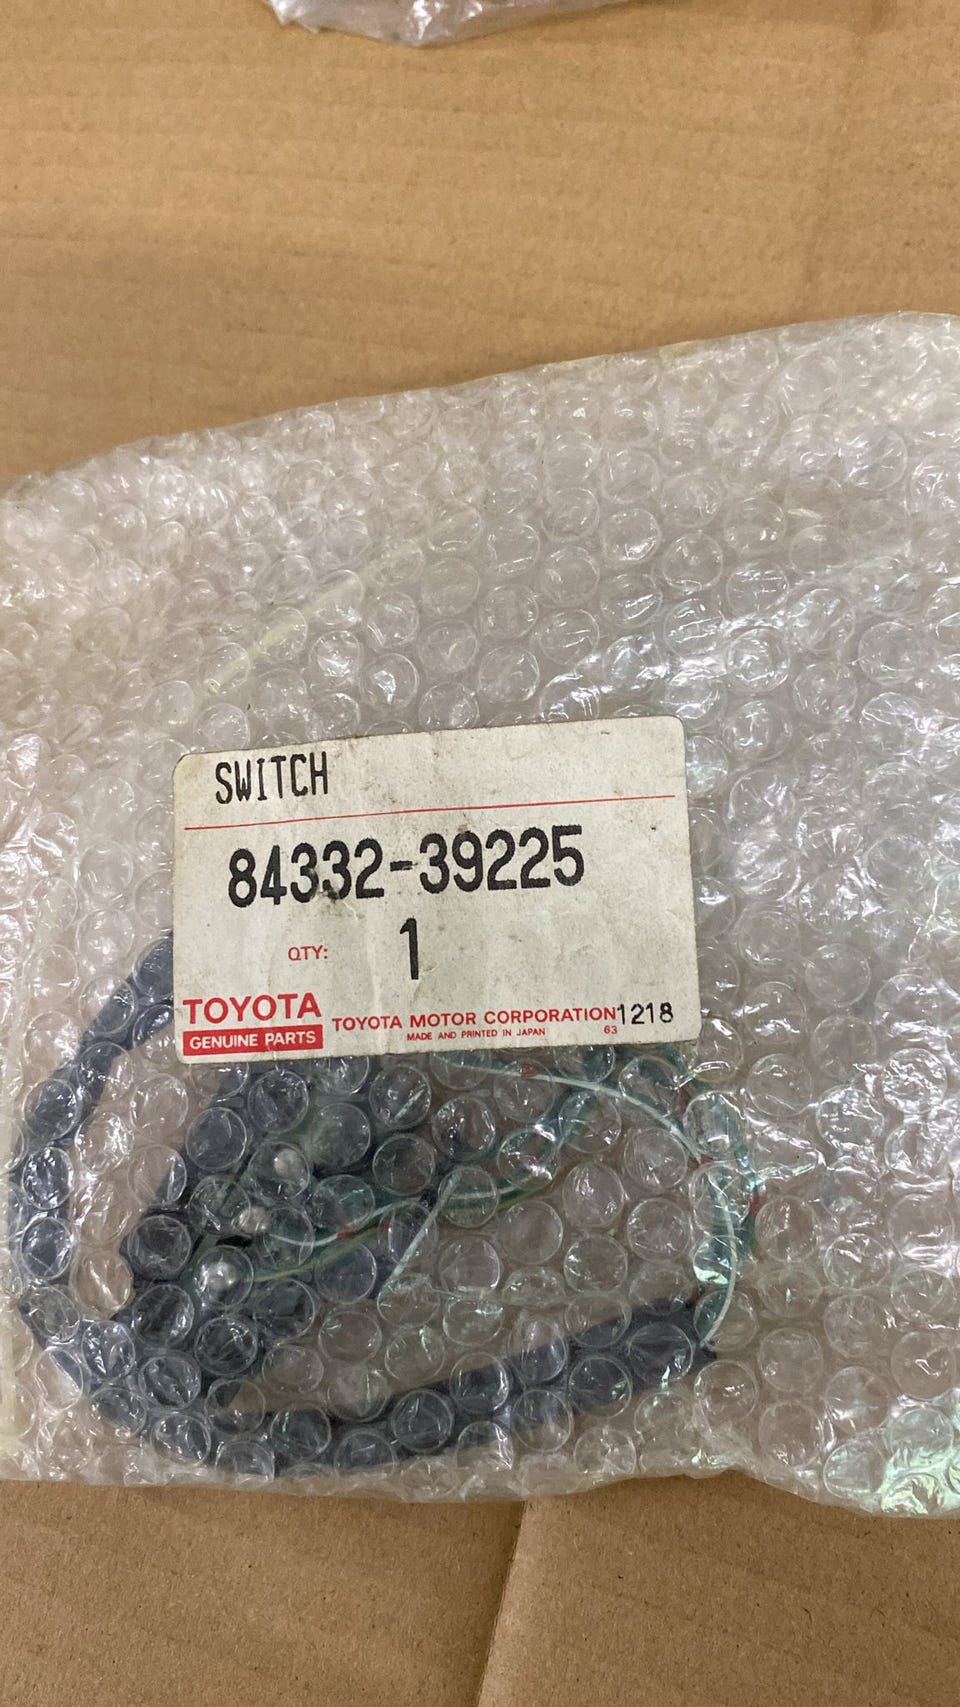 SWITCH
84332-39225
QTY: 1
TOYOTA
GENUINE PARTS
TOYOTA MOTOR CORPORATION 1218
MADE AND PRINTED IN JAPAN 63